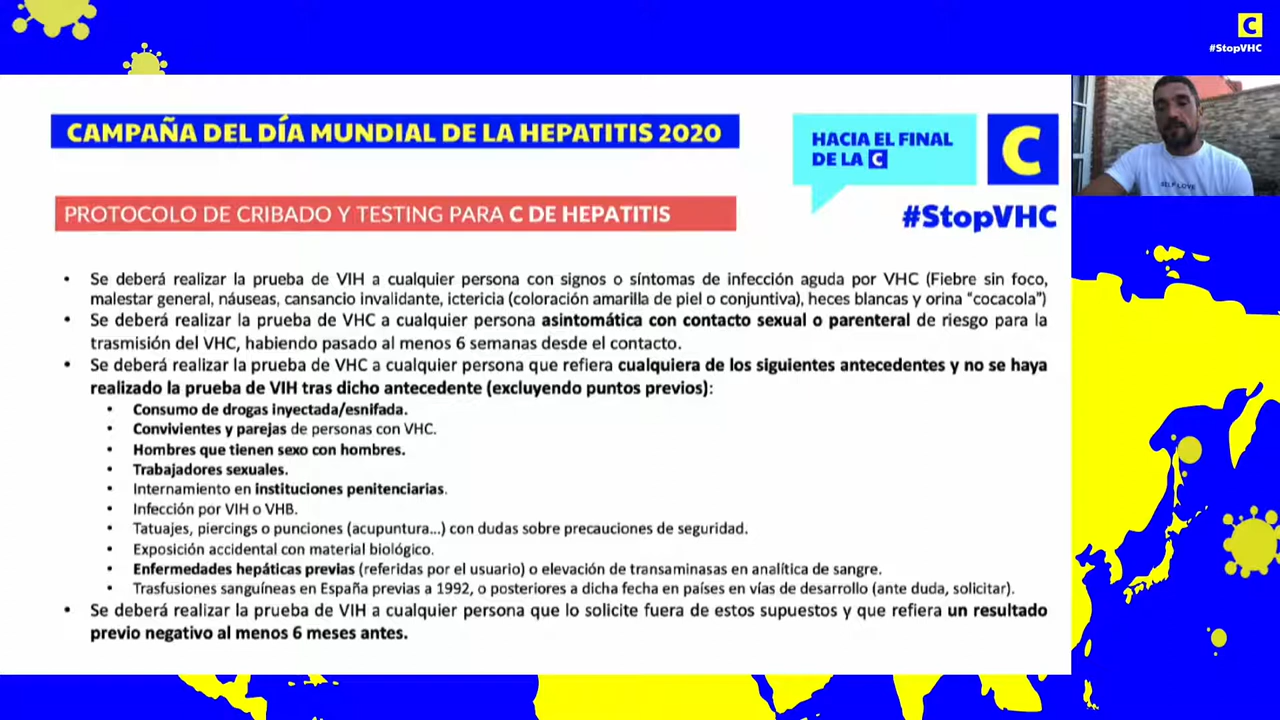 C
#StopVHC
CAMPAÑA DEL DÍA MUNDIAL DE LA HEPATITIS 2020
HACIA EL FINAL
DE LA C
C
#StopVHC
SELF LOVE
PROTOCOLO DE CRIBADO Y TESTING PARA C DE HEPATITIS
• Se deberá realizar la prueba de VIH a cualquier persona con signos o síntomas de infección aguda por VHC (Fiebre sin foco,
malestar general, náuseas, cansancio invalidante, ictericia (coloración amarilla de piel o conjuntiva), heces blancas y orina “cocacola”)
• Se deberá realizar la prueba de VHC a cualquier persona asintomática con contacto sexual o parenteral de riesgo para la
trasmisión del VHC, habiendo pasado al menos 6 semanas desde el contacto.
• Se deberá realizar la prueba de VHC a cualquier persona que refiera cualquiera de los siguientes antecedentes y no se haya
realizado la prueba de VIH tras dicho antecedente (excluyendo puntos previos):
• Consumo de drogas inyectada/esnifada.
• Convivientes y parejas de personas con VHC.
• Hombres que tienen sexo con hombres.
• Trabajadores sexuales.
• Internamiento en instituciones penitenciarias.
• Infección por VIH o VHB.
• Tatuajes, piercings o punciones (acupuntura...) con dudas sobre precauciones de seguridad.
• Exposición accidental con material biológico.
• Enfermedades hepáticas previas (referidas por el usuario) o elevación de transaminasas en analítica de sangre.
• Trasfusiones sanguíneas en España previas a 1992, o posteriores a dicha fecha en países en vías de desarrollo (ante duda, solicitar).
• Se deberá realizar la prueba de VIH a cualquier persona que lo solicite fuera de estos supuestos y que refiera un resultado
previo negativo al menos 6 meses antes.